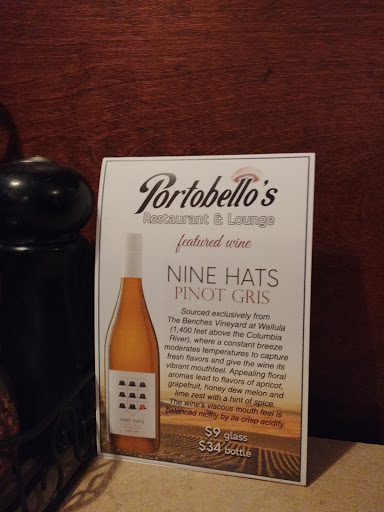 Portobello's
Restaurant & Lounge
featured wine
NINE HATS
PINOT GRIS
Sourced exclusively from
The Benches Vineyard at Wallula
(1,400 feet above the Columbia
River), where a constant breeze
moderates temperatures to capture
fresh flavors and give the wine its
vibrant mouthfeel. Appealing floral
aromas lead to flavors of apricot,
grapefruit, honey dew melon and
lime zest with a hint of spice.
The wine's viscous mouth feel is
balanced nicely by its crisp acidity.
$9 glass
$34 bottle
NINE HATS